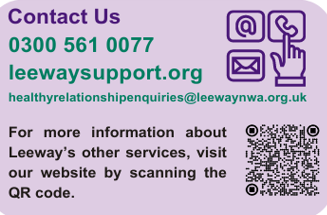 Contact Us
0300 561 0077
leewaysupport.org
healthyrelationshipenquiries@leewaynwa.org.uk
For more information about
Leeway's other services, visit
our website by scanning the
QR code.